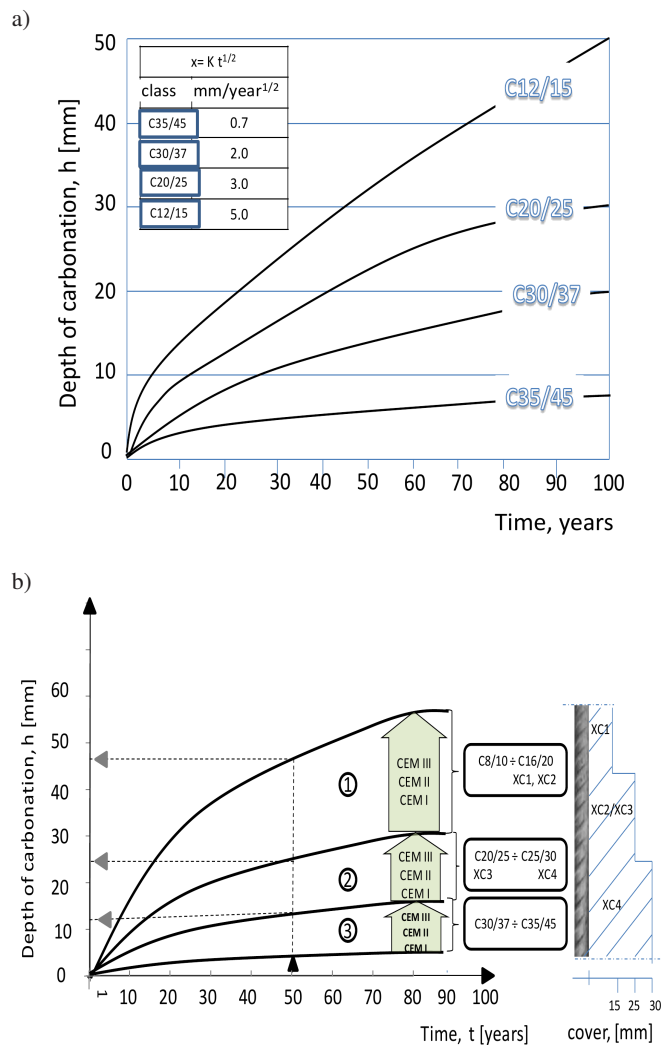 a)
Depth of carbonation, h [mm]
50
40
30
20
10
0
x= K t1/2
class mm/year1/2
C35/45 0.7
C30/37 2.0
C20/25 3.0
C12/15 5.0
C12/15
C20/25
C30/37
C35/45
0 10 20 30 40 50 60 70 80 90 100
Time, years
b)
Depth of carbonation, h [mm]
60
50
40
30
20
10
0
1 10 20 30 40 50 60 70 80 90 100
Time, t [years]
1
2
3
CEM III
CEM II
CEM I
CEM III
CEM II
CEM I
CEM III
CEM II
CEM I
C8/10 ÷ C16/20
XC1, XC2
C20/25 ÷ C25/30
XC3 XC4
C30/37 ÷ C35/45
XC1
XC2/XC3
XC4
15 25 30
cover, [mm]